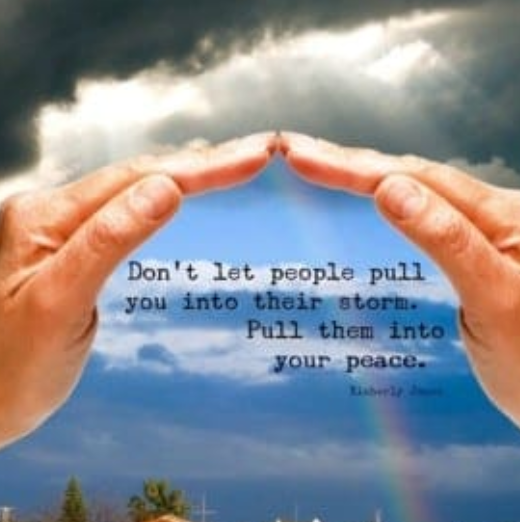 Don't let people pull
you into their storm.
Pull them into
your peace.
Kimberly Jones